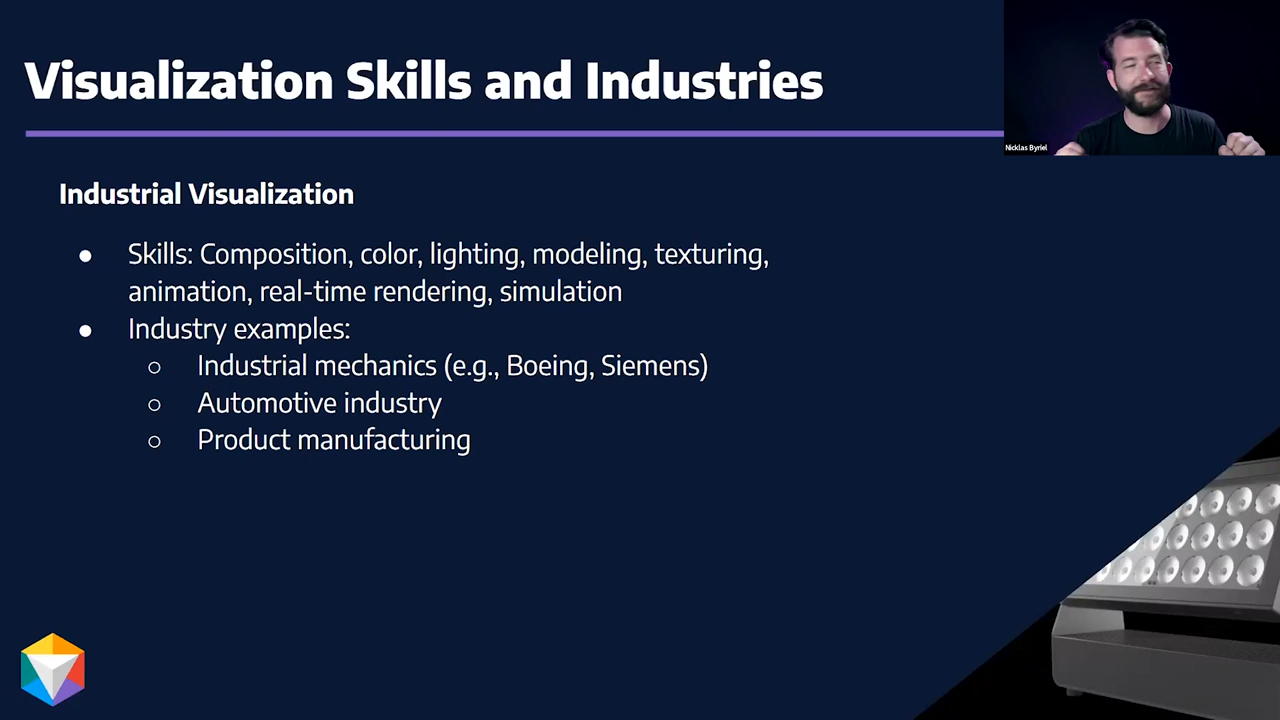 Visualization Skills and Industries
Nicklas Byriel
Industrial Visualization
● Skills: Composition, color, lighting, modeling, texturing,
animation, real-time rendering, simulation
● Industry examples:
○ Industrial mechanics (e.g., Boeing, Siemens)
○ Automotive industry
○ Product manufacturing